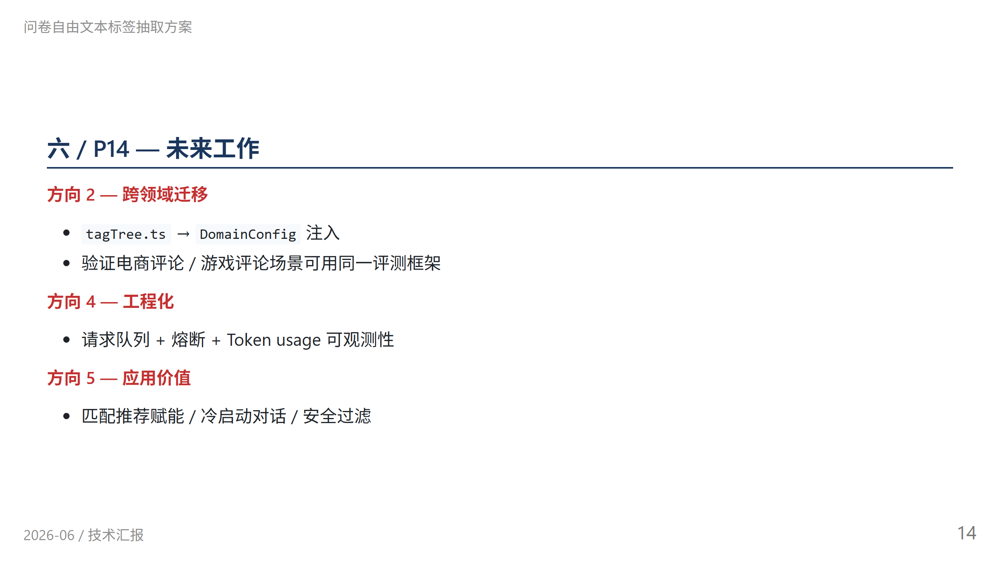 问卷自由文本标签抽取方案
六 / P14 — 未来工作
方向 2 — 跨领域迁移
• tagTree.ts → DomainConfig 注入
• 验证电商评论 / 游戏评论场景可用同一评测框架
方向 4 — 工程化
• 请求队列 + 熔断 + Token usage 可观测性
方向 5 — 应用价值
• 匹配推荐赋能 / 冷启动对话 / 安全过滤
2026-06 / 技术汇报
14